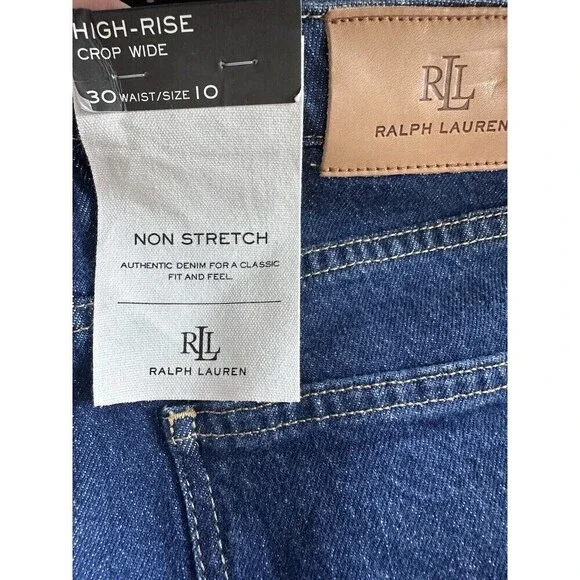 HIGH-RISE
CROP WIDE
30 WAIST/SIZE 10
RLL
RALPH LAUREN
NON STRETCH
AUTHENTIC DENIM FOR A CLASSIC
FIT AND FEEL
RLL
RALPH LAUREN